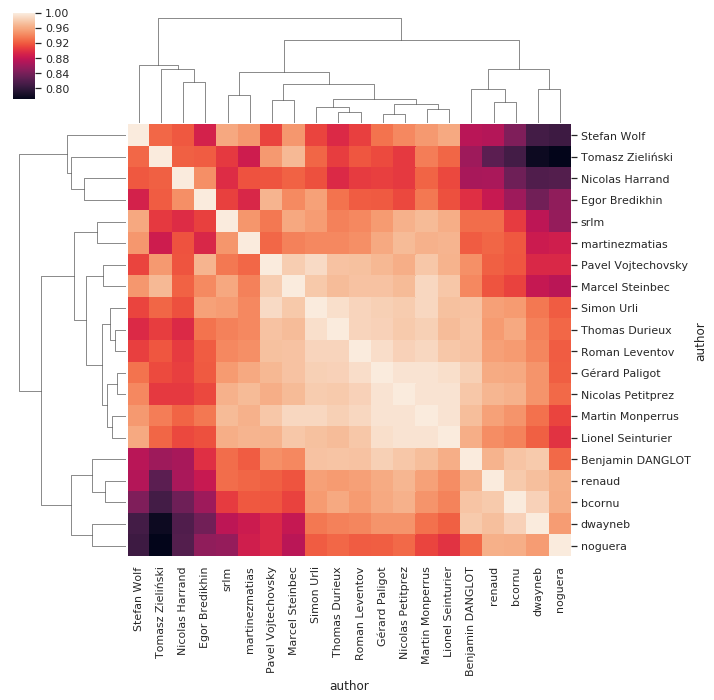 1.00
0.96
0.92
0.88
0.84
0.80
Stefan Wolf
Tomasz Zieliński
Nicolas Harrand
Egor Bredikhin
srlm
martinezmatias
Pavel Vojtechovsky
Marcel Steinbec
Simon Urli
Thomas Durieux
Roman Leventov
Gérard Paligot
Nicolas Petitprez
Martin Monperrus
Lionel Seinturier
Benjamin DANGLOT
renaud
bcornu
dwayneb
noguera
author
Stefan Wolf
Tomasz Zieliński
Nicolas Harrand
Egor Bredikhin
srlm
martinezmatias
Pavel Vojtechovsky
Marcel Steinbec
Simon Urli
Thomas Durieux
Roman Leventov
Gérard Paligot
Nicolas Petitprez
Martin Monperrus
Lionel Seinturier
Benjamin DANGLOT
renaud
bcornu
dwayneb
noguera
author